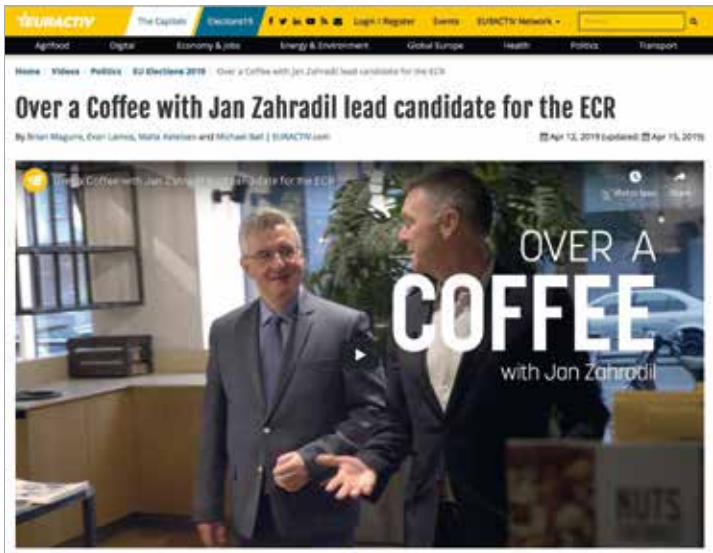 EURACTIV The Capitals Elections19 Login / Register Events EURACTIV Network
Agrifood Digital Economy & Jobs Energy & Environment Global Europe Health Politics Transport
Home Videos Politics EU Elections 2019 Over a Coffee with Jan Zahradil lead candidate for the ECR
Over a Coffee with Jan Zahradil lead candidate for the ECR
By Brian Maguire, Evan Lamos, and Michael Ball | EURACTIV.com Apr 12, 2019 (updated: Apr 15, 2019)
Over a Coffee with Jan Zahradil lead candidate for the ECR
Watch later Share
OVER A
COFFEE
with Jan Zahradil
NUTS